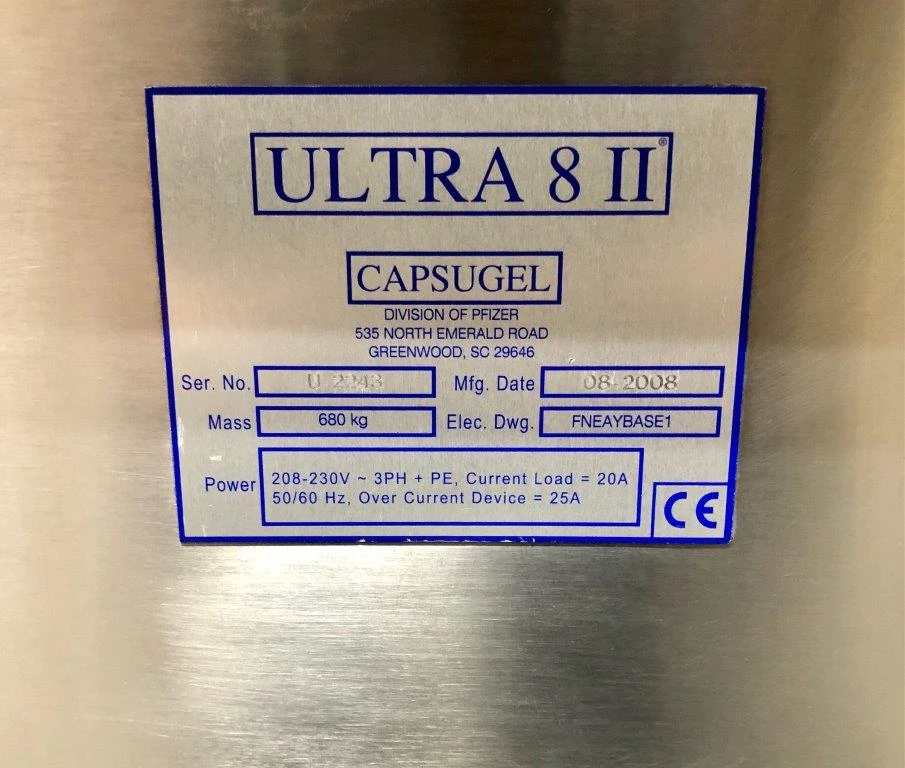 ULTRA 8 II®
CAPSUGEL
DIVISION OF PFIZER
535 NORTH EMERALD ROAD
GREENWOOD, SC 29646
Ser. No. U 2243 Mfg. Date 08-2008
Mass 680 kg Elec. Dwg. FNEAYBASE1
Power 208-230V ~ 3PH + PE, Current Load = 20A
50/60 Hz, Over Current Device = 25A
CE